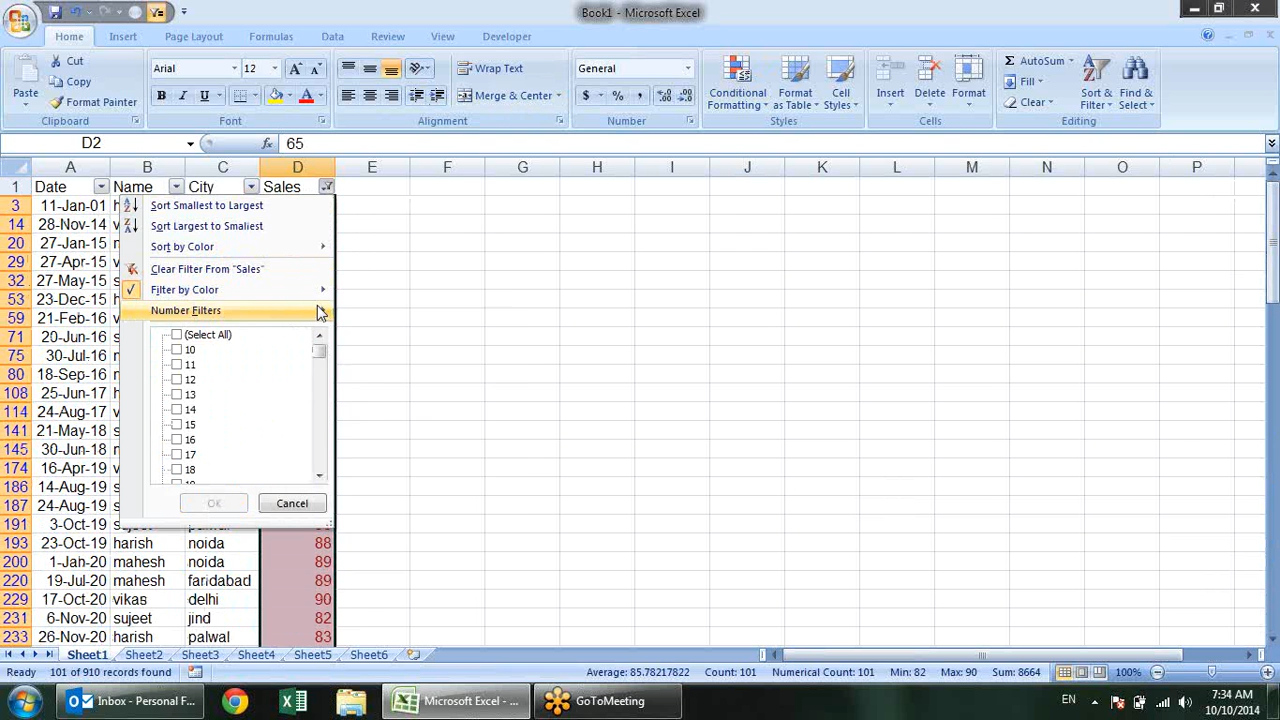 Book1 - Microsoft Excel
Home Insert Page Layout Formulas Data Review View Developer
Paste Cut Copy Format Painter Clipboard
Arial 12 B I U A Font
Wrap Text Merge & Center Alignment
General $ % , Number
Conditional Formatting Format as Table Cell Styles Styles
Insert Delete Format Cells
Σ AutoSum Fill Clear Sort & Filter Find & Select Editing
D2 fx 65
A B C D E F G H I J K L M N O P
1 Date Name City Sales
3 11-Jan-01 h
14 28-Nov-14 v
20 27-Jan-15
29 27-Apr-15 v
32 27-May-15 s
53 23-Dec-15 h
59 21-Feb-16 v
71 20-Jun-16
75 30-Jul-16
80 18-Sep-16
108 25-Jun-17 h
114 24-Aug-17 v
141 21-May-18 s
145 30-Jun-18
174 16-Apr-19 v
186 14-Aug-19 s
187 24-Aug-19 s
191 3-Oct-19 sujeet palwal
193 23-Oct-19 harish noida 88
200 1-Jan-20 mahesh noida 89
220 19-Jul-20 mahesh faridabad 89
229 17-Oct-20 vikas delhi 90
231 6-Nov-20 sujeet jind 82
233 26-Nov-20 harish palwal 83
Sort Smallest to Largest
Sort Largest to Smallest
Sort by Color
Clear Filter From "Sales"
Filter by Color
Number Filters
(Select All)
10
11
12
13
14
15
16
17
18
OK Cancel
Sheet1 Sheet2 Sheet3 Sheet4 Sheet5 Sheet6
Ready 101 of 910 records found Average: 85.78217822 Count: 101 Numerical Count: 101 Min: 82 Max: 90 Sum: 8664 100%
Inbox - Personal F... Microsoft Excel - ... GoToMeeting EN 7:34 AM
10/10/2014